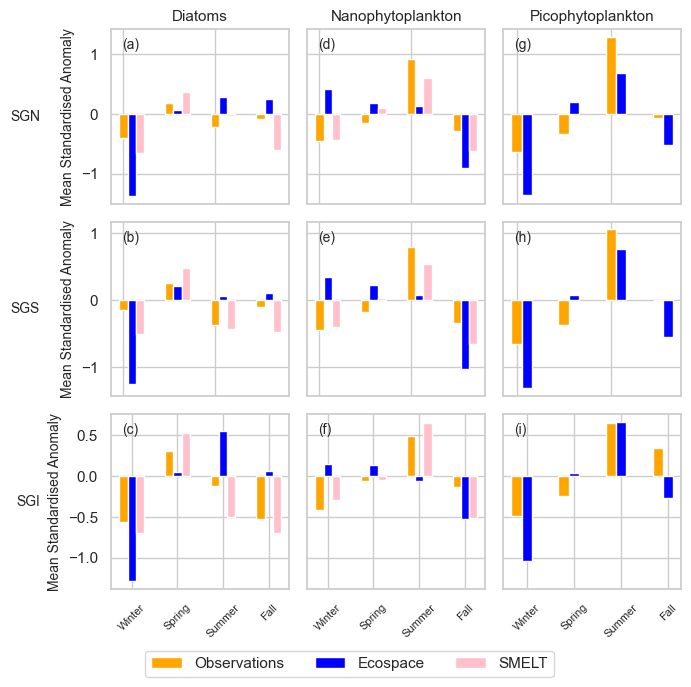 Diatoms Nanophytoplankton Picophytoplankton
SGN
Mean Standardised Anomaly
1
0
−1
(a)
(d)
(g)
SGS
Mean Standardised Anomaly
1
0
−1
(b)
(e)
(h)
SGI
Mean Standardised Anomaly
0.5
0.0
−0.5
−1.0
(c)
(f)
(i)
Winter Spring Summer Fall
Winter Spring Summer Fall
Winter Spring Summer Fall
Observations Ecospace SMELT